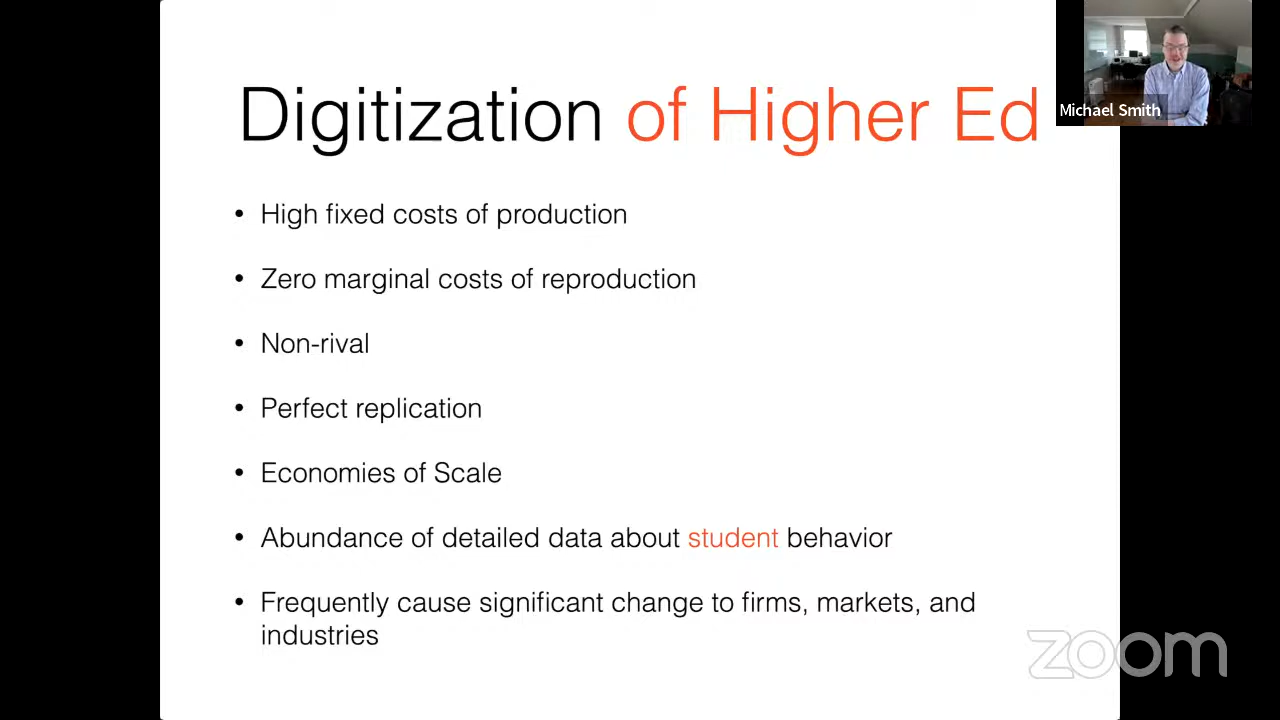 Digitization of Higher Ed
Michael Smith
• High fixed costs of production
• Zero marginal costs of reproduction
• Non-rival
• Perfect replication
• Economies of Scale
• Abundance of detailed data about student behavior
• Frequently cause significant change to firms, markets, and
industries
zoom